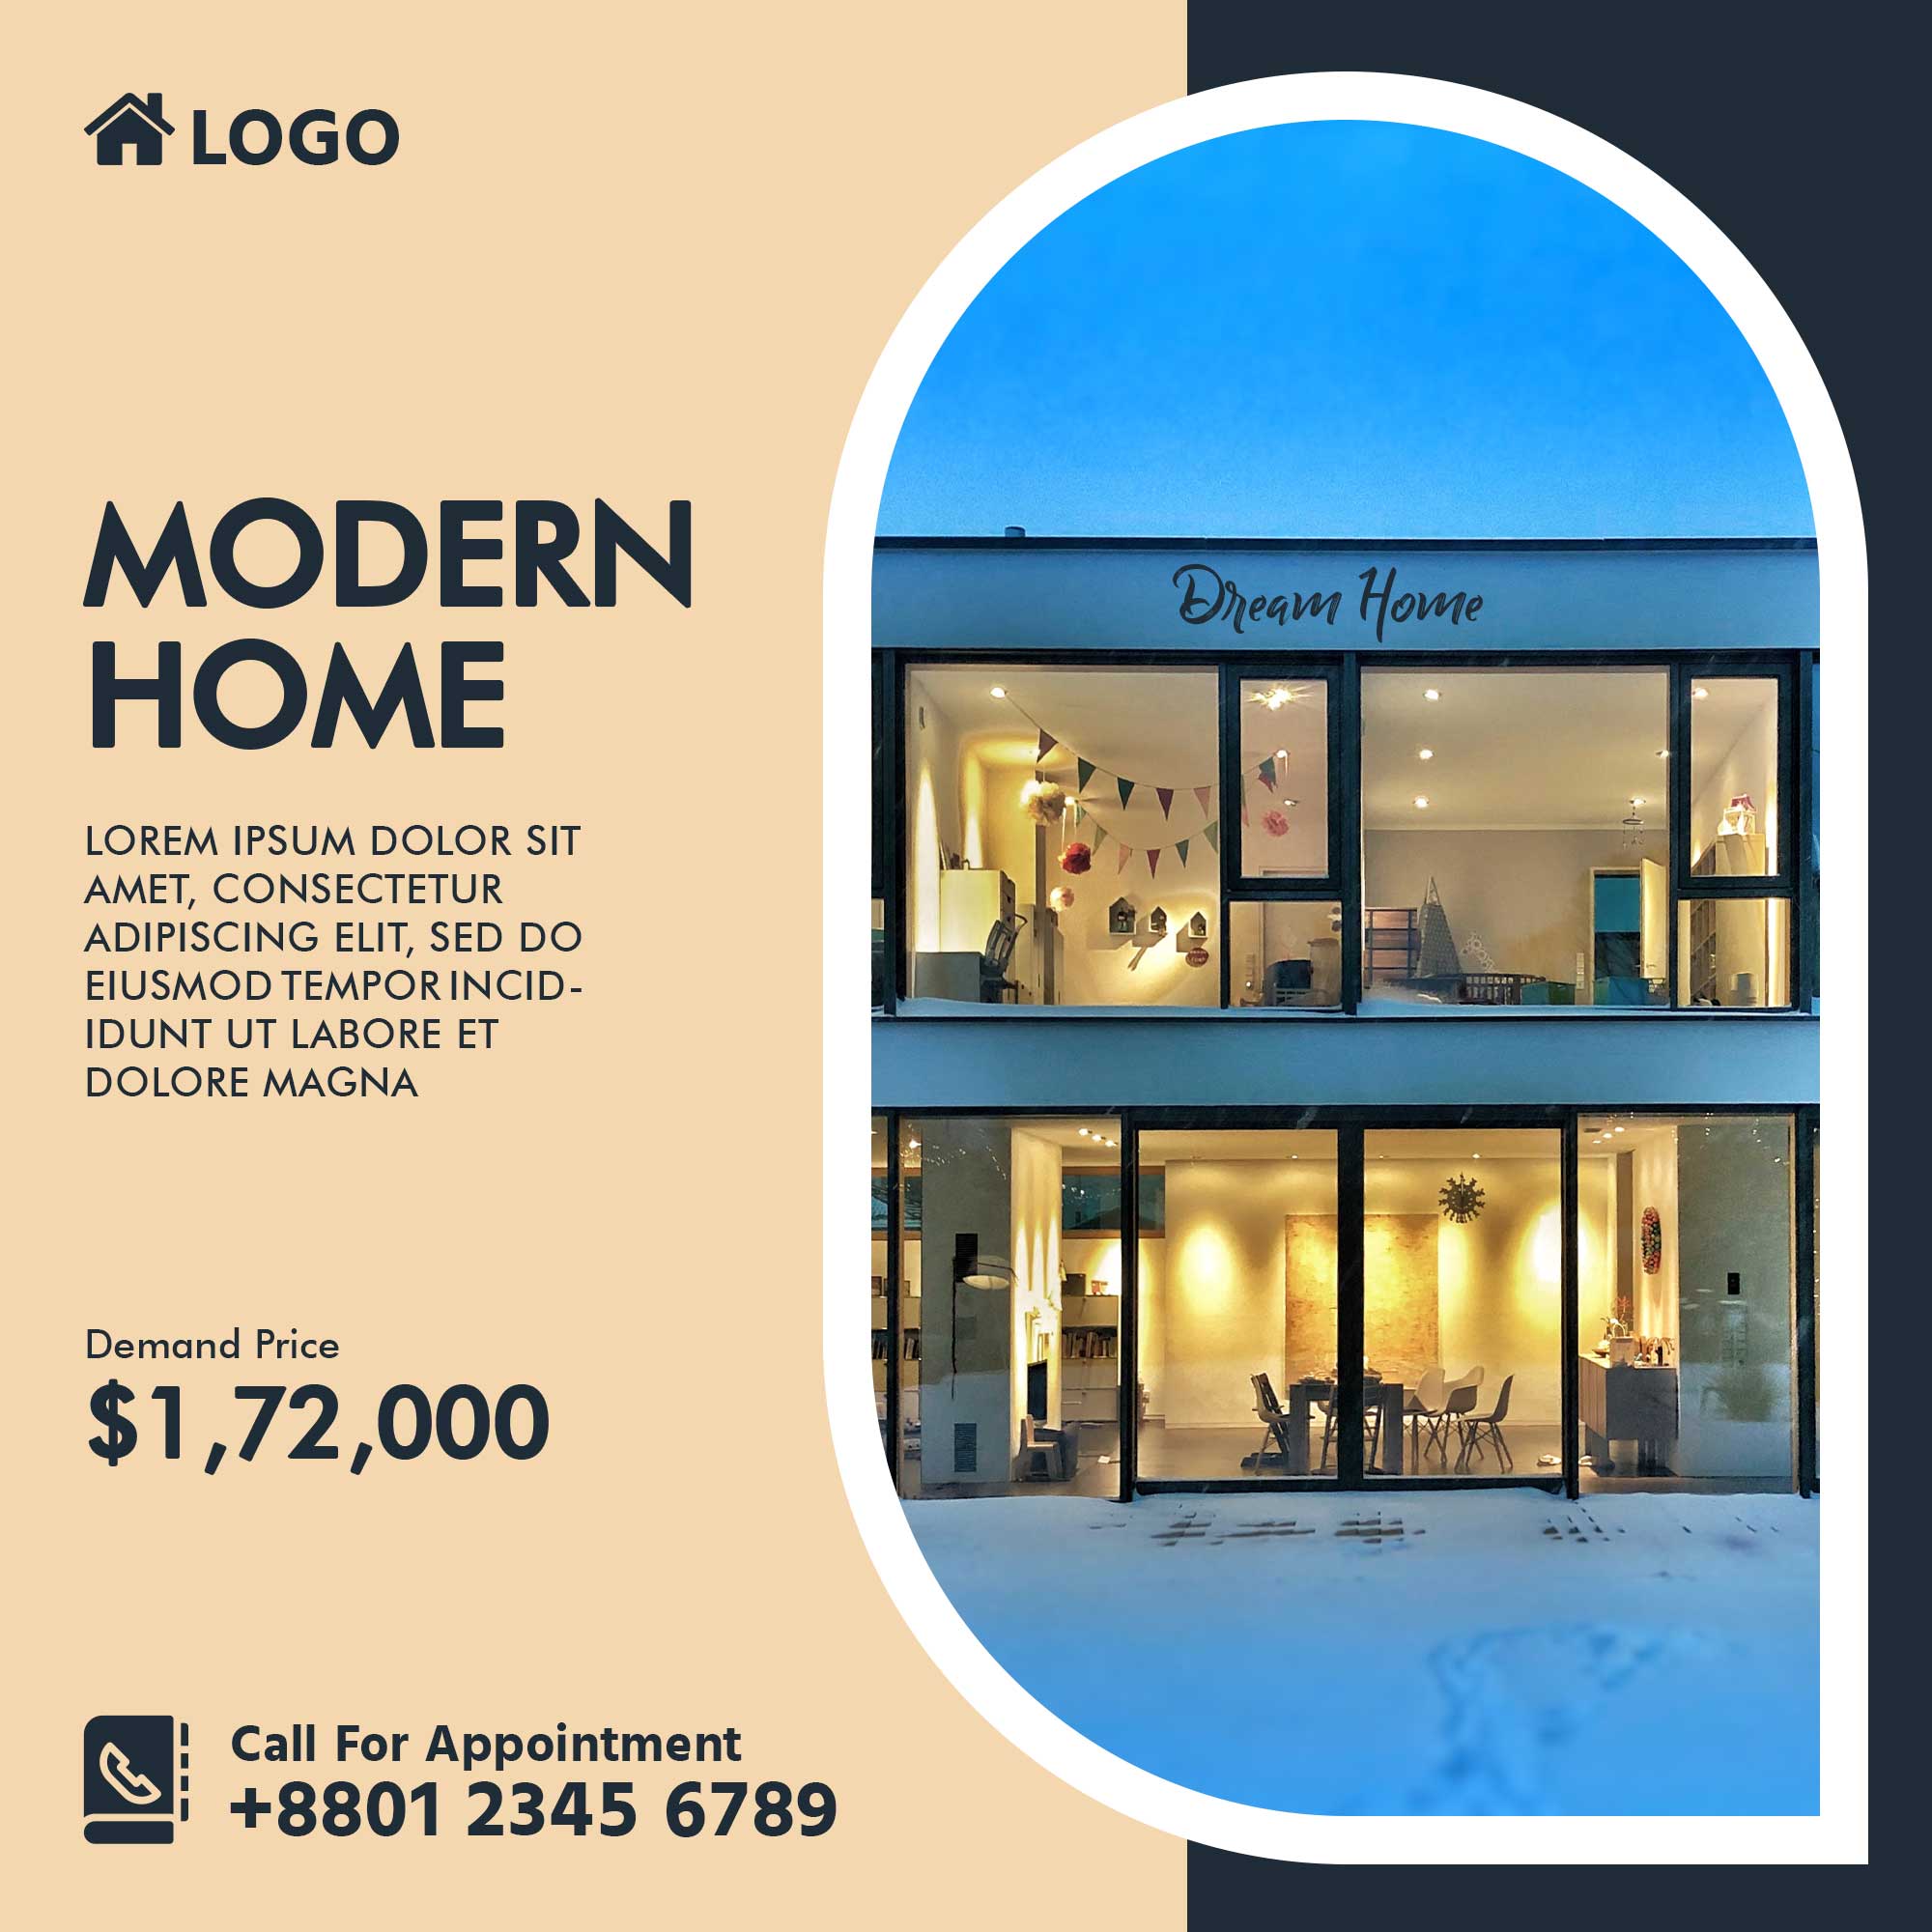 LOGO
MODERN
HOME
LOREM IPSUM DOLOR SIT
AMET, CONSECTETUR
ADIPISCING ELIT, SED DO
EIUSMOD TEMPOR INCID-
IDUNT UT LABORE ET
DOLORE MAGNA
Demand Price
$1,72,000
Call For Appointment
+8801 2345 6789
Dream Home